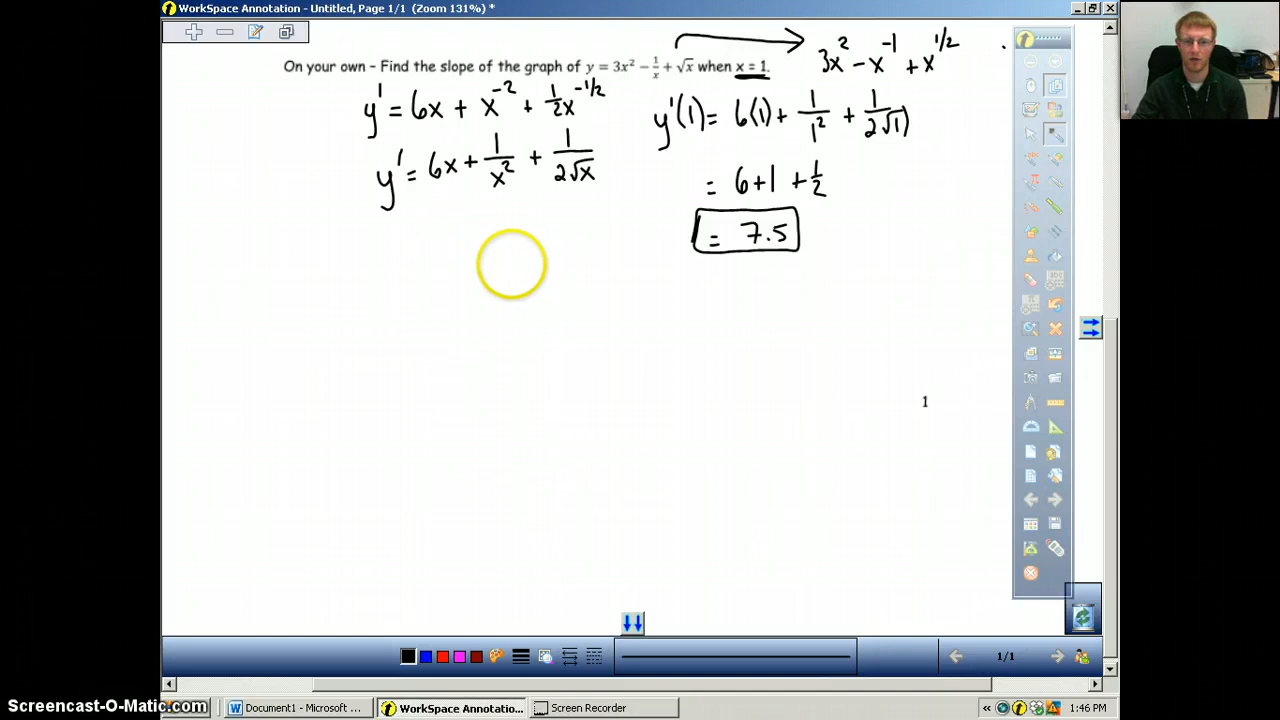 WorkSpace Annotation - Untitled, Page 1/1 (Zoom 131%) *
3x² − x⁻¹ + x^1/2
On your own – Find the slope of the graph of y = 3x² − 1/x + √x when x = 1.
y' = 6x + x⁻² + 1/2 x^-1/2
y'(1) = 6(1) + 1/1² + 1/2√1)
y' = 6x + 1/x² + 1/2√x
= 6+1 + 1/2
= 7.5
1
1/1
Document1 - Microsoft ...
WorkSpace Annotatio...
Screen Recorder
1:46 PM
Screencast-O-Matic.com